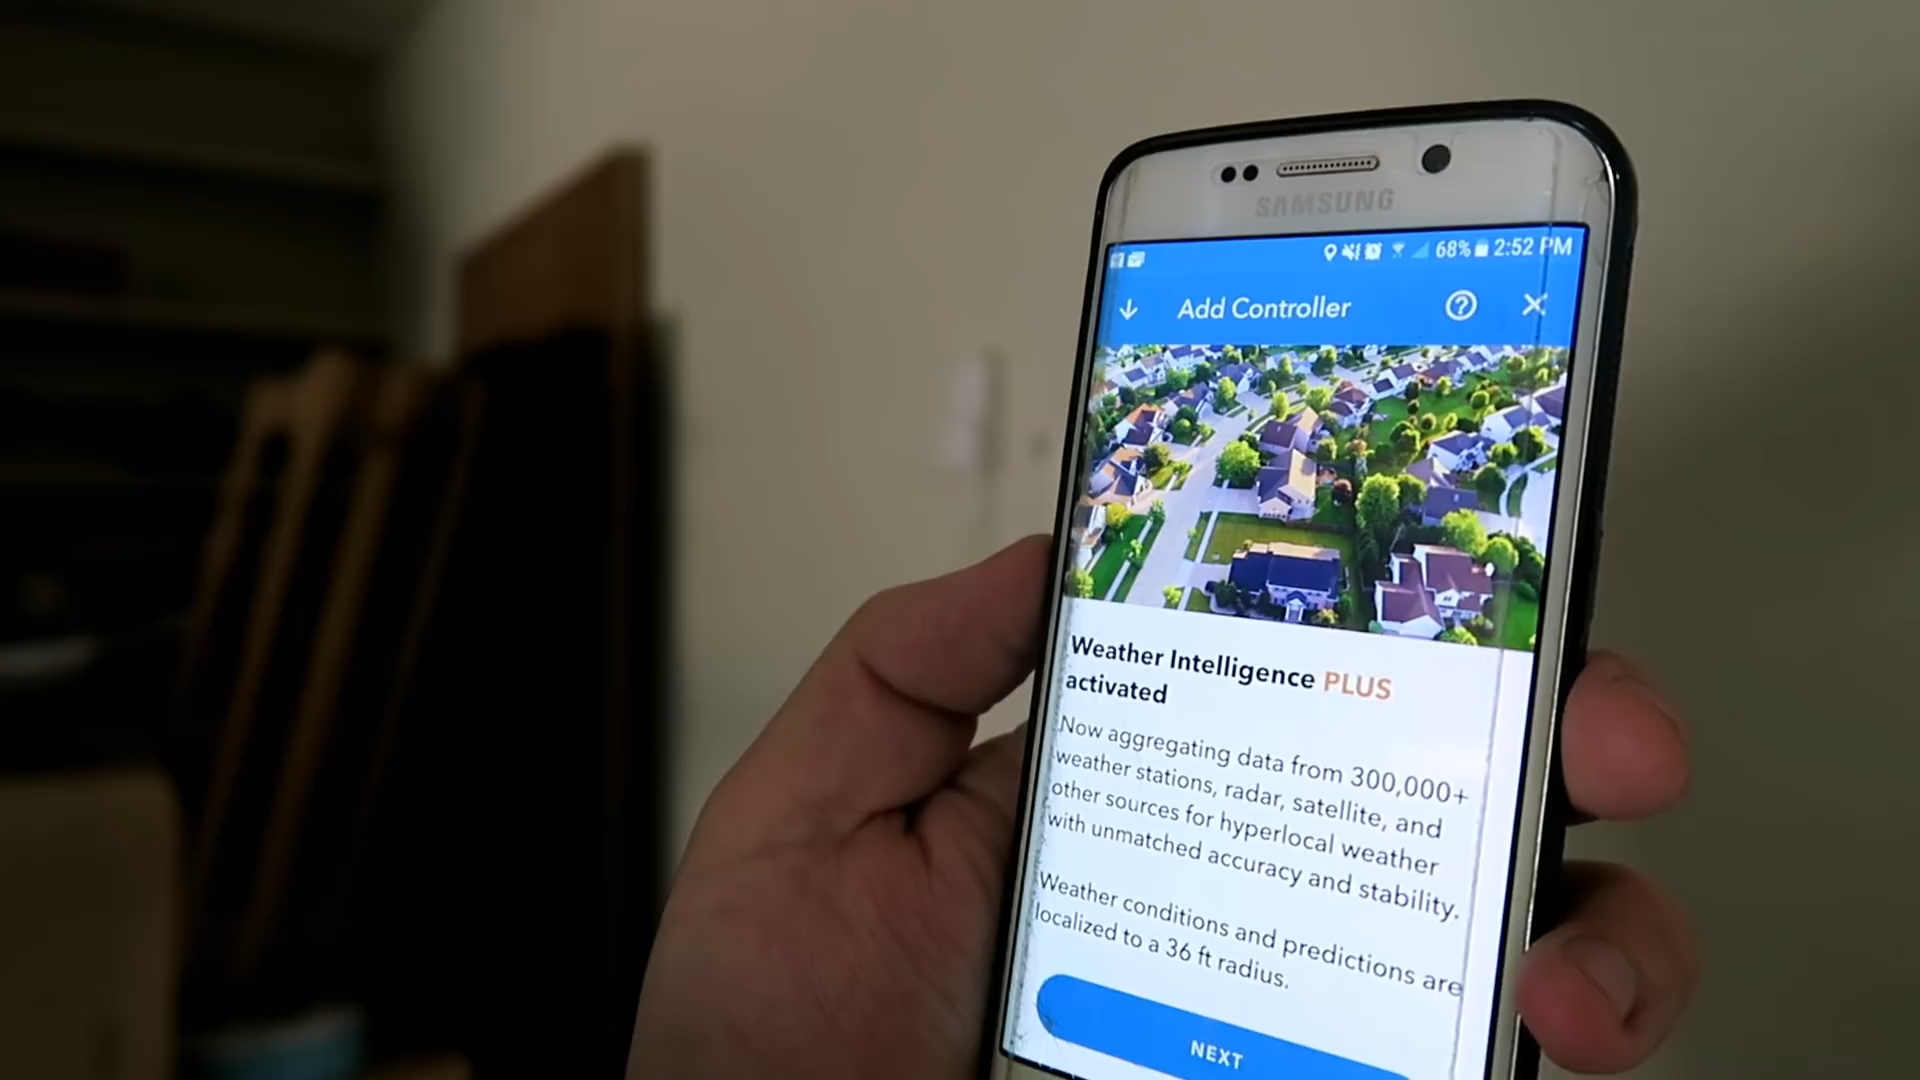 SAMSUNG
68% 2:52 PM
Add Controller
Weather Intelligence PLUS
activated
Now aggregating data from 300,000+
weather stations, radar, satellite, and
other sources for hyperlocal weather
with unmatched accuracy and stability.
Weather conditions and predictions are
localized to a 36 ft radius.
NEXT